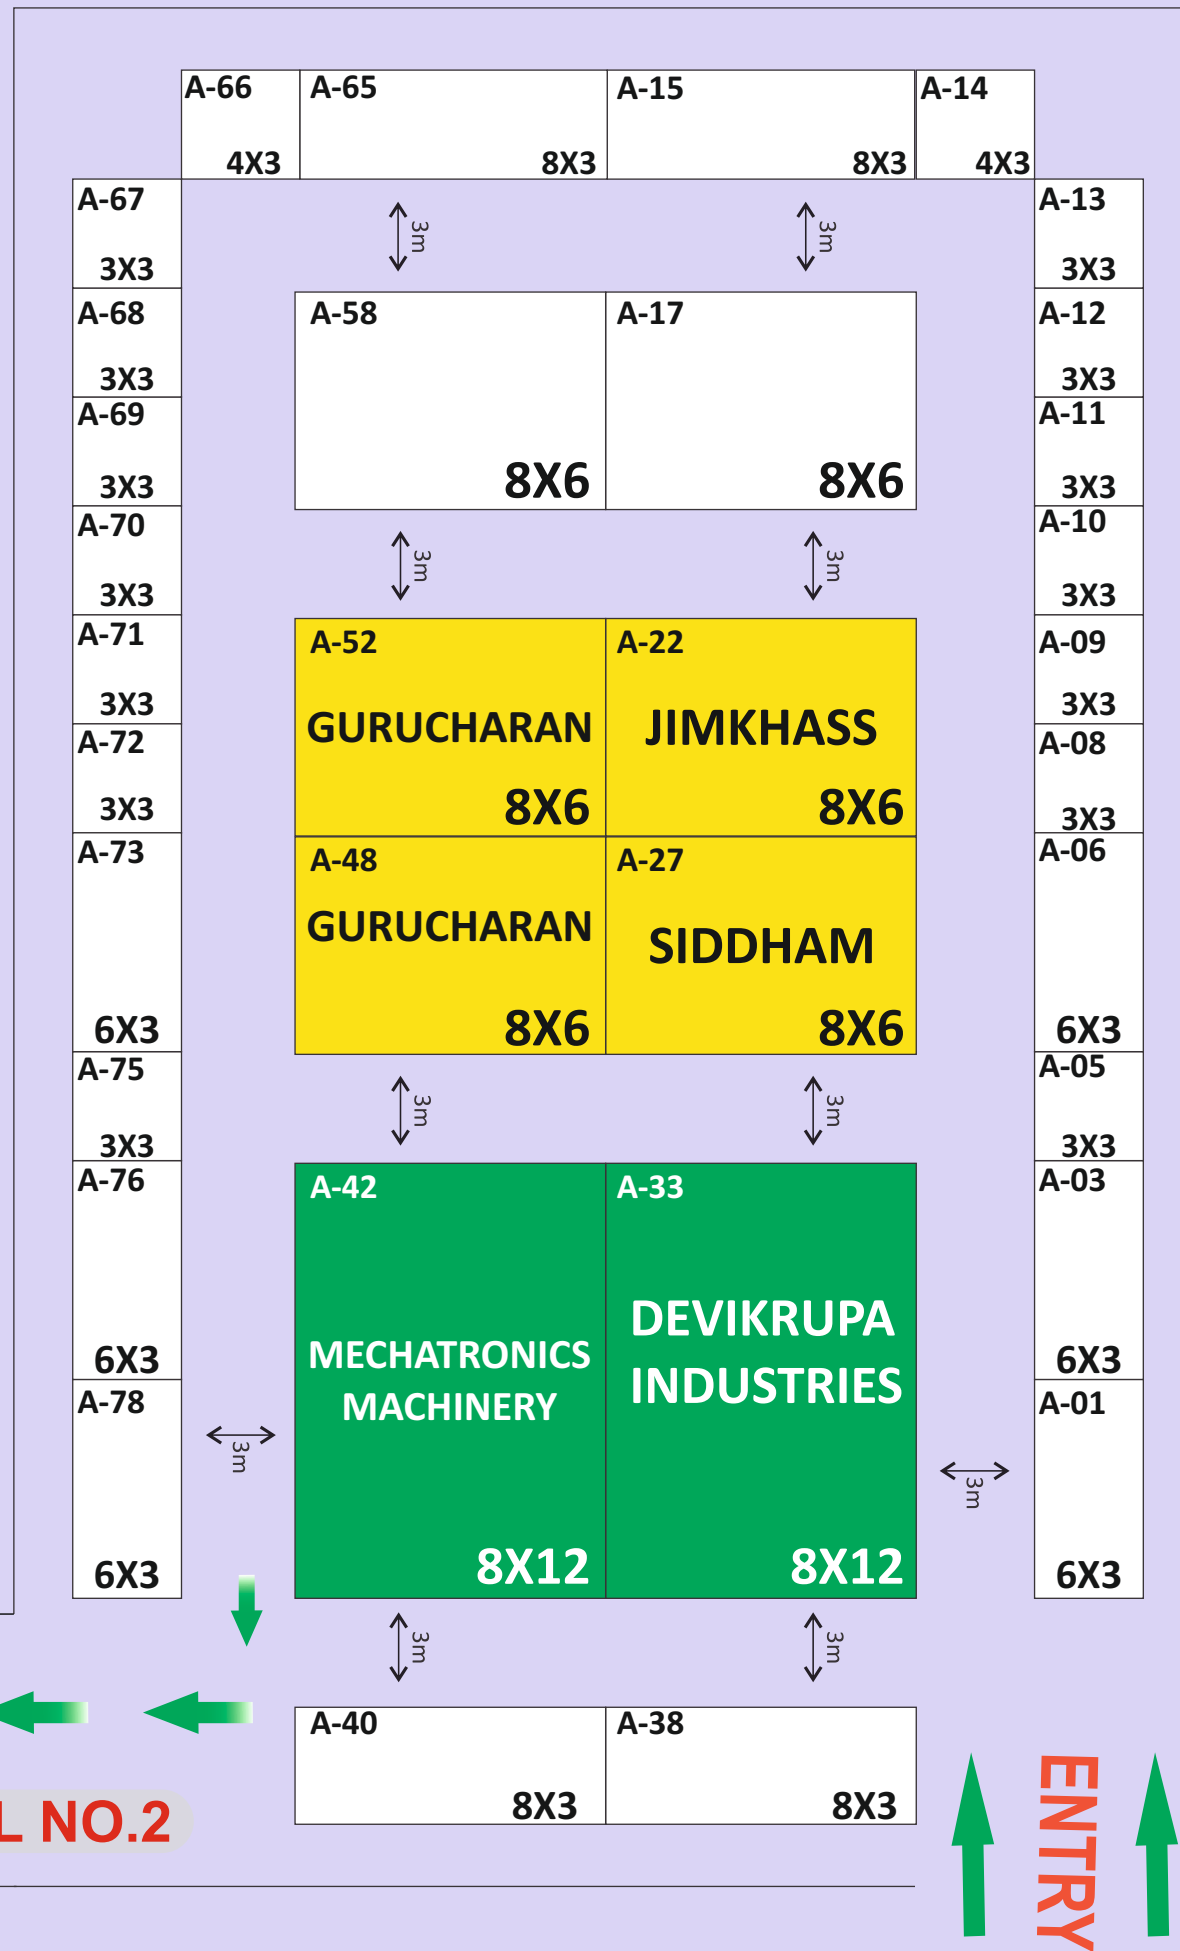 A-66
4X3
A-65
8X3
A-15
8X3
A-14
4X3
A-67
3X3
A-68
3X3
A-69
3X3
A-70
3X3
A-71
3X3
A-72
3X3
A-73
6X3
A-75
3X3
A-76
6X3
A-78
6X3
3m
3m
A-58
8X6
A-17
8X6
3m
3m
A-52
GURUCHARAN
8X6
A-22
JIMKHASS
8X6
A-48
GURUCHARAN
8X6
A-27
SIDDHAM
8X6
3m
3m
A-42
MECHATRONICS
MACHINERY
8X12
A-33
DEVIKRUPA
INDUSTRIES
8X12
3m
3m
3m
3m
A-40
8X3
A-38
8X3
A-13
3X3
A-12
3X3
A-11
3X3
A-10
3X3
A-09
3X3
A-08
3X3
A-06
6X3
A-05
3X3
A-03
6X3
A-01
6X3
L NO.2
ENTRY